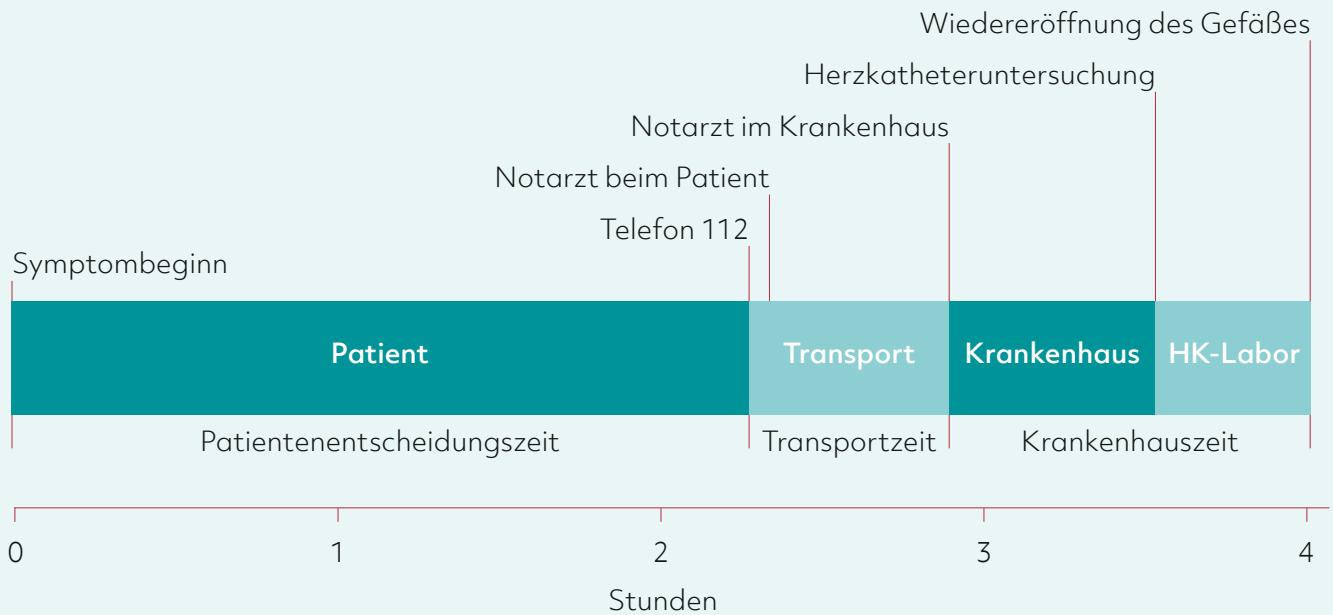 Wiedereröffnung des Gefäßes
Herzkatheteruntersuchung
Notarzt im Krankenhaus
Notarzt beim Patient
Telefon 112
Symptombeginn
Patient
Transport
Krankenhaus
HK-Labor
Patientenentscheidungszeit
Transportzeit
Krankenhauszeit
0 1 2 3 4
Stunden